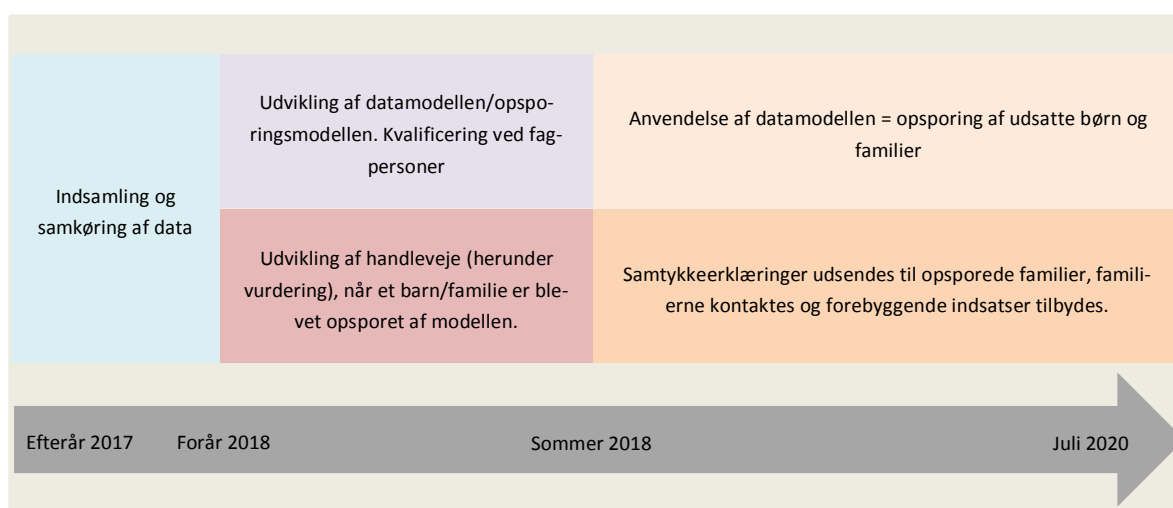 Indsamling og
samkøring af data
Udvikling af datamodellen/opspo-
ringsmodellen. Kvalificering ved fag-
personer
Udvikling af handleveje (herunder
vurdering), når et barn/familie er ble-
vet opsporet af modellen.
Anvendelse af datamodellen = opsporing af udsatte børn og
familier
Samtykkeerklæringer udsendes til opsporede familier, famili-
erne kontaktes og forebyggende indsatser tilbydes.
Efterår 2017 Forår 2018 Sommer 2018 Juli 2020